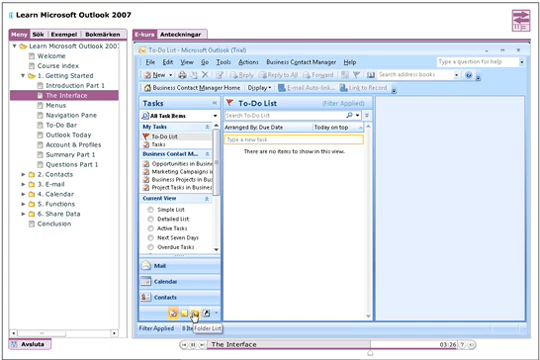 Learn Microsoft Outlook 2007
Meny Sök Exempel Bokmärken
E-kurs Anteckningar
Learn Microsoft Outlook 2007
Welcome
Course index
1. Getting Started
Introduction Part 1
The Interface
Menus
Navigation Pane
To-Do Bar
Outlook Today
Account & Profiles
Summary Part 1
Questions Part 1
2. Contacts
3. E-mail
4. Calendar
5. Functions
6. Share Data
Conclusion
To-Do List - Microsoft Outlook (Trial)
File Edit View Go Tools Actions Business Contact Manager Help
Type a question for help
New Reply Reply to All Forward Search address books
Business Contact Manager Home Display E-mail Auto-link... Link to Record
Tasks
All Task Items
My Tasks
To-Do List
Tasks
Business Contact M...
Opportunities in Busines
Marketing Campaigns in
Business Projects in Bus
Project Tasks in Business
Current View
Simple List
Detailed List
Active Tasks
Next Seven Days
Overdue Tasks
Mail
Calendar
Contacts
To-Do List (Filter Applied)
Search To-Do List
Arranged By: Due Date Today on top
Type a new task
There are no items to show in this view.
Filter Applied 0 Ite
Folder List
Avsluta
The Interface
03:26